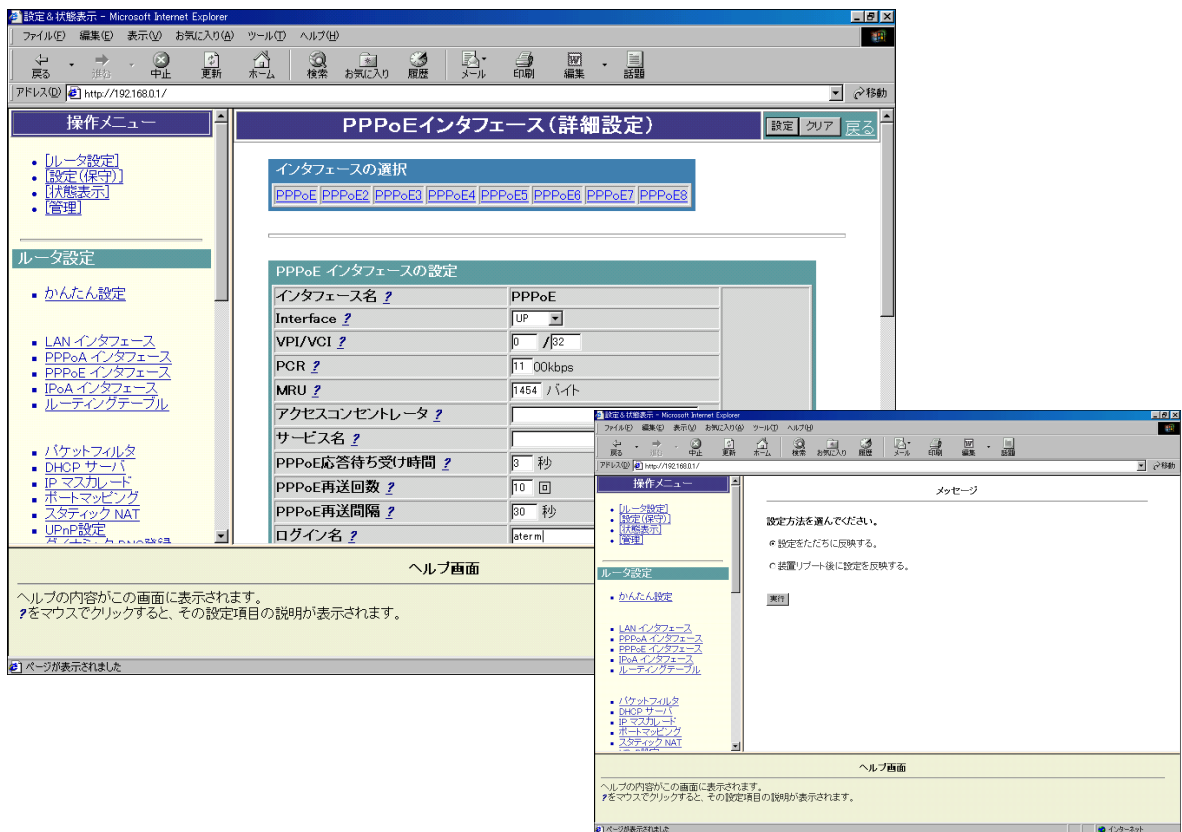 設定&状態表示 - Microsoft Internet Explorer
ファイル(F) 編集(E) 表示(V) お気に入り(A) ツール(T) ヘルプ(H)
戻る 進む 中止 更新 ホーム 検索 お気に入り 履歴 メール 印刷 編集 話題
アドレス(D) http://192.168.0.1/ 移動
操作メニュー
[ルータ設定]
[設定(保守)]
[状態表示]
[管理]
ルータ設定
かんたん設定
LAN インタフェース
PPPoA インタフェース
PPPoE インタフェース
IPoA インタフェース
ルーティングテーブル
パケットフィルタ
DHCP サーバ
IP マスカレード
ポートマッピング
スタティック NAT
UPnP設定
ダイナミック DNS登録
PPPoEインタフェース(詳細設定) 設定 クリア 戻る
インタフェースの選択
PPPoE PPPoE2 PPPoE3 PPPoE4 PPPoE5 PPPoE6 PPPoE7 PPPoE8
PPPoE インタフェースの設定
インタフェース名 ? PPPoE
Interface ? UP
VPI/VCI ? 0 / 32
PCR ? 11 00kbps
MRU ? 1454 バイト
アクセスコンセントレータ ?
サービス名 ?
PPPoE応答待ち受け時間 ? 3 秒
PPPoE再送回数 ? 10 回
PPPoE再送間隔 ? 30 秒
ログイン名 ? aterm
ヘルプ画面
ヘルプの内容がこの画面に表示されます。
?をマウスでクリックすると、その設定項目の説明が表示されます。
ページが表示されました
設定&状態表示 - Microsoft Internet Explorer
ファイル(F) 編集(E) 表示(V) お気に入り(A) ツール(T) ヘルプ(H)
戻る 進む 中止 更新 ホーム 検索 お気に入り 履歴 メール 印刷 編集 話題
アドレス(D) http://192.168.0.1/ 移動
操作メニュー
[ルータ設定]
[設定(保守)]
[状態表示]
[管理]
ルータ設定
かんたん設定
LAN インタフェース
PPPoA インタフェース
PPPoE インタフェース
IPoA インタフェース
ルーティングテーブル
パケットフィルタ
DHCP サーバ
IP マスカレード
ポートマッピング
スタティック NAT
メッセージ
設定方法を選んでください。
設定をただちに反映する。
装置リブート後に設定を反映する。
実行
ヘルプ画面
ヘルプの内容がこの画面に表示されます。
?をマウスでクリックすると、その設定項目の説明が表示されます。
ページが表示されました インターネット